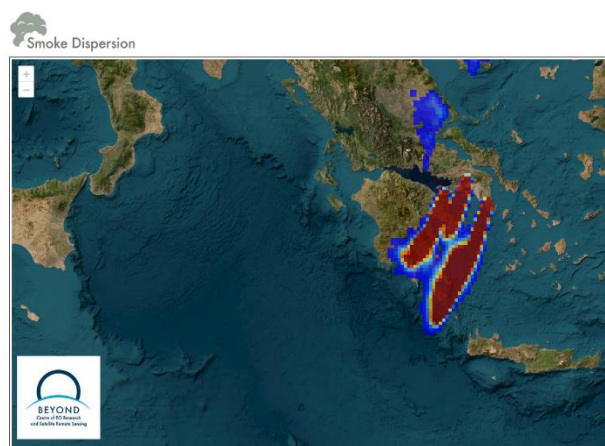 Smoke Dispersion
+
−
BEYOND
Centre of EO Research
and Satellite Remote Sensing